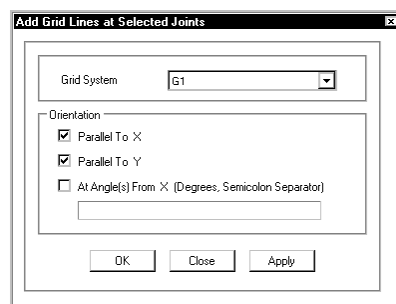 Add Grid Lines at Selected Joints
Grid System G1
Orientation
Parallel To X
Parallel To Y
At Angle(s) From X (Degrees, Semicolon Separator)
OK Close Apply